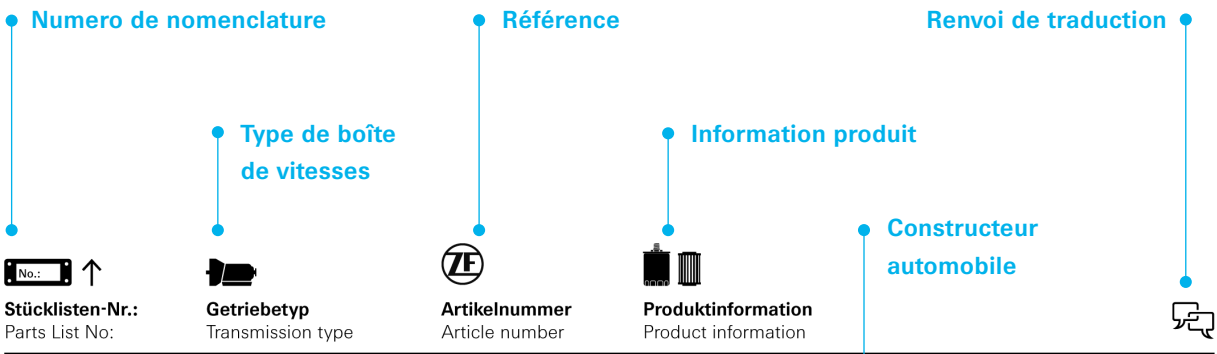 Numero de nomenclature
Référence
Renvoi de traduction
Type de boîte
de vitesses
Information produit
Constructeur
automobile
No.:
ZF
Stücklisten-Nr.:
Parts List No:
Getriebetyp
Transmission type
Artikelnummer
Article number
Produktinformation
Product information